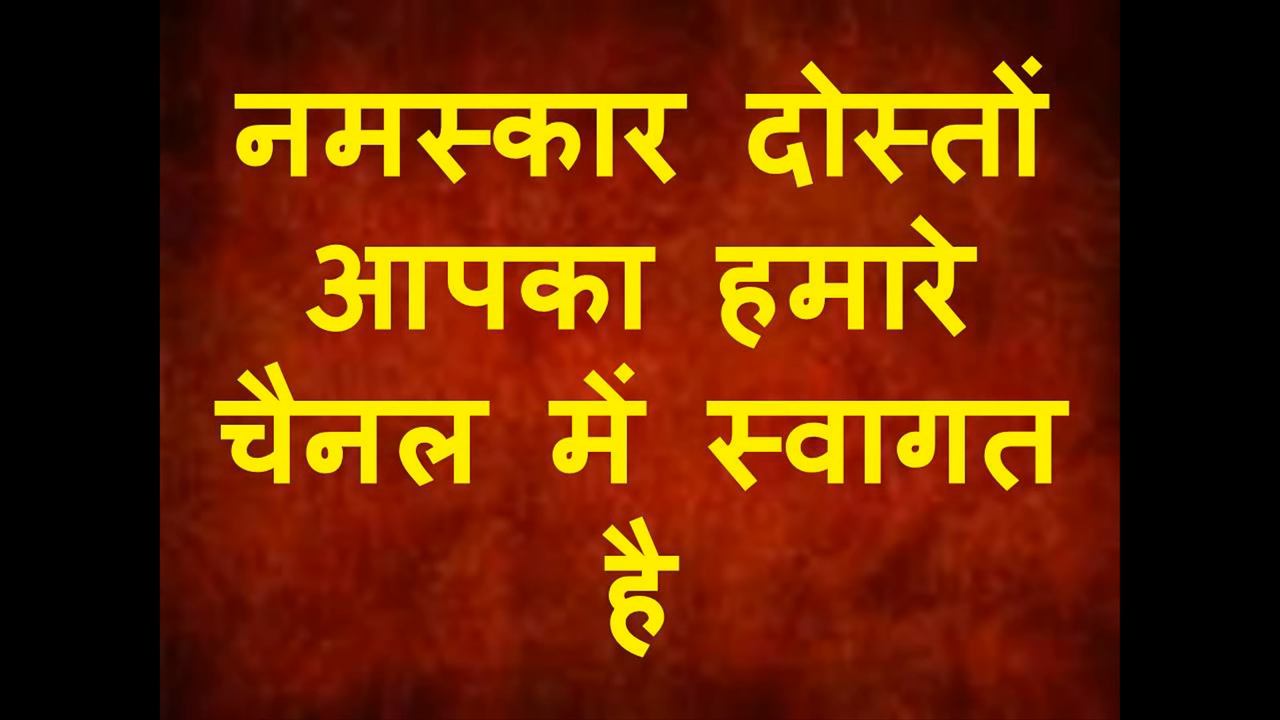 नमस्कार दोस्तों
आपका हमारे
चैनल में स्वागत
है